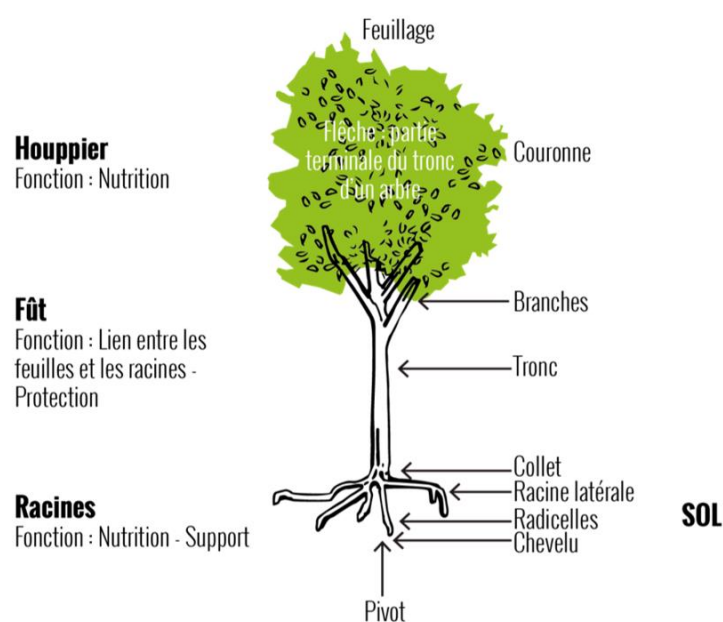 Feuillage
Houppier
Fonction : Nutrition
Flêche : partie
terminale du tronc
d'un arbre
Couronne
Fût
Fonction : Lien entre les
feuilles et les racines -
Protection
Branches
Tronc
Racines
Fonction : Nutrition - Support
Collet
Racine latérale
Radicelles
Chevelu
SOL
Pivot